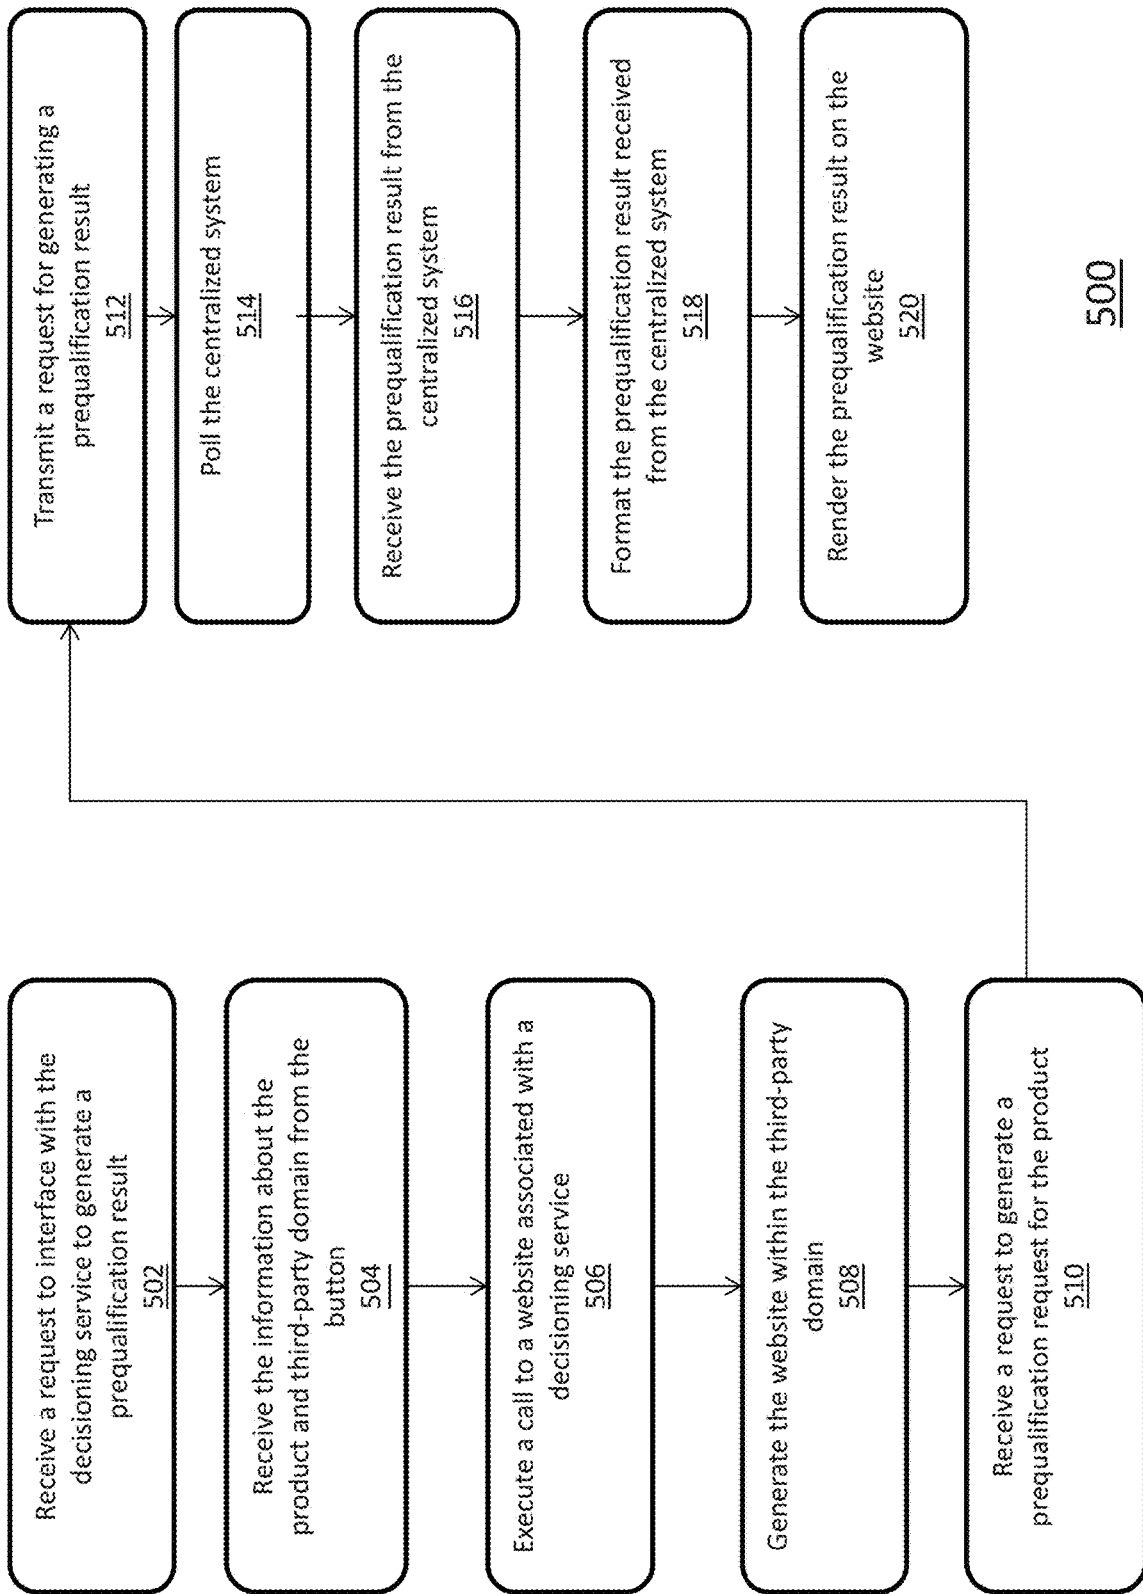 Receive a request to interface with the
decisioning service to generate a
prequalification result
502
Receive the information about the
product and third-party domain from the
button
504
Execute a call to a website associated with a
decisioning service
506
Generate the website within the third-party
domain
508
Receive a request to generate a
prequalification request for the product
510
Transmit a request for generating a
prequalification result
512
Poll the centralized system
514
Receive the prequalification result from the
centralized system
516
Format the prequalification result received
from the centralized system
518
Render the prequalification result on the
website
520
500